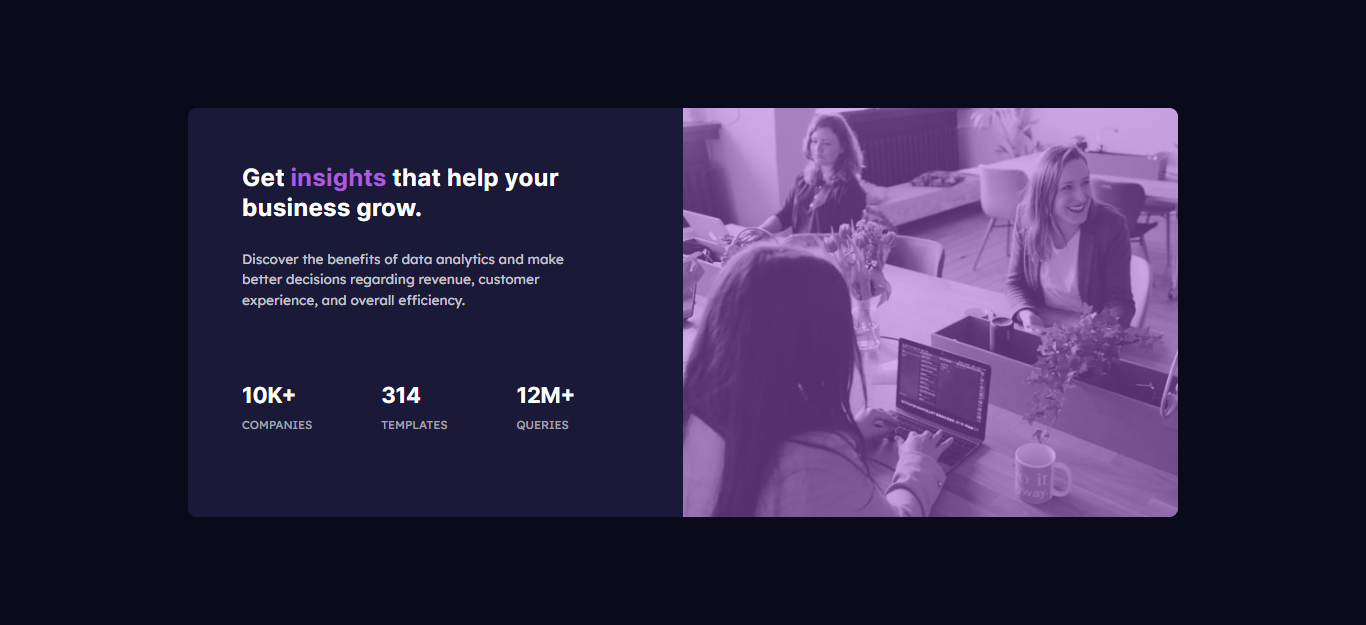 Get insights that help your
business grow.
Discover the benefits of data analytics and make
better decisions regarding revenue, customer
experience, and overall efficiency.
10K+ 314 12M+
COMPANIES TEMPLATES QUERIES